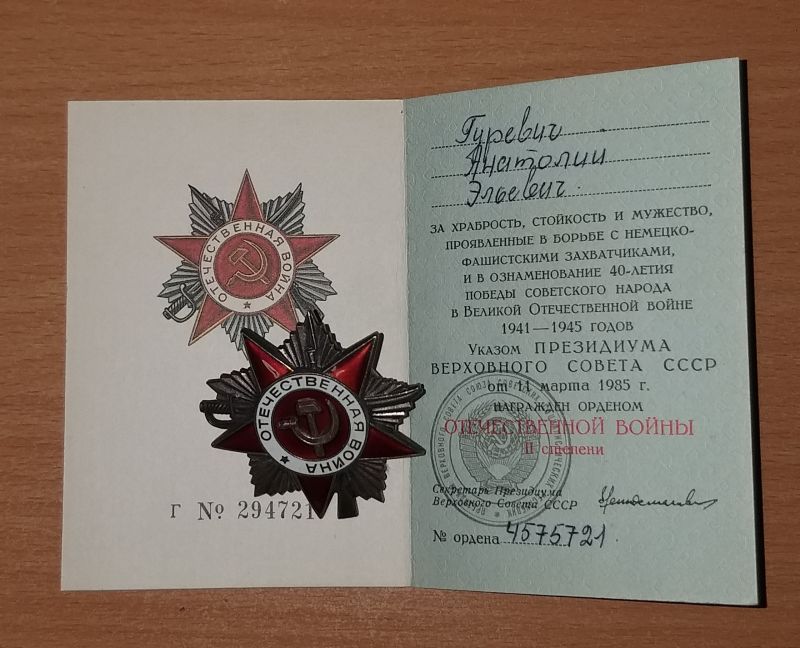 ОТЕЧЕСТВЕННАЯ ВОЙНА
ОТЕЧЕСТВЕННАЯ ВОЙНА
Г № 294721
Гуревич
Анатолий
Эльевич.
ЗА ХРАБРОСТЬ, СТОЙКОСТЬ И МУЖЕСТВО,
ПРОЯВЛЕННЫЕ В БОРЬБЕ С НЕМЕЦКО-
ФАШИСТСКИМИ ЗАХВАТЧИКАМИ,
И В ОЗНАМЕНОВАНИЕ 40-ЛЕТИЯ
ПОБЕДЫ СОВЕТСКОГО НАРОДА
В ВЕЛИКОЙ ОТЕЧЕСТВЕННОЙ ВОЙНЕ
1941—1945 ГОДОВ
УКАЗОМ ПРЕЗИДИУМА
ВЕРХОВНОГО СОВЕТА СССР
от 11 марта 1985 г.
НАГРАЖДЕН ОРДЕНОМ
ОТЕЧЕСТВЕННОЙ ВОЙНЫ
II степени
Секретарь Президиума
Верховного Совета СССР
№ ордена 4575721.